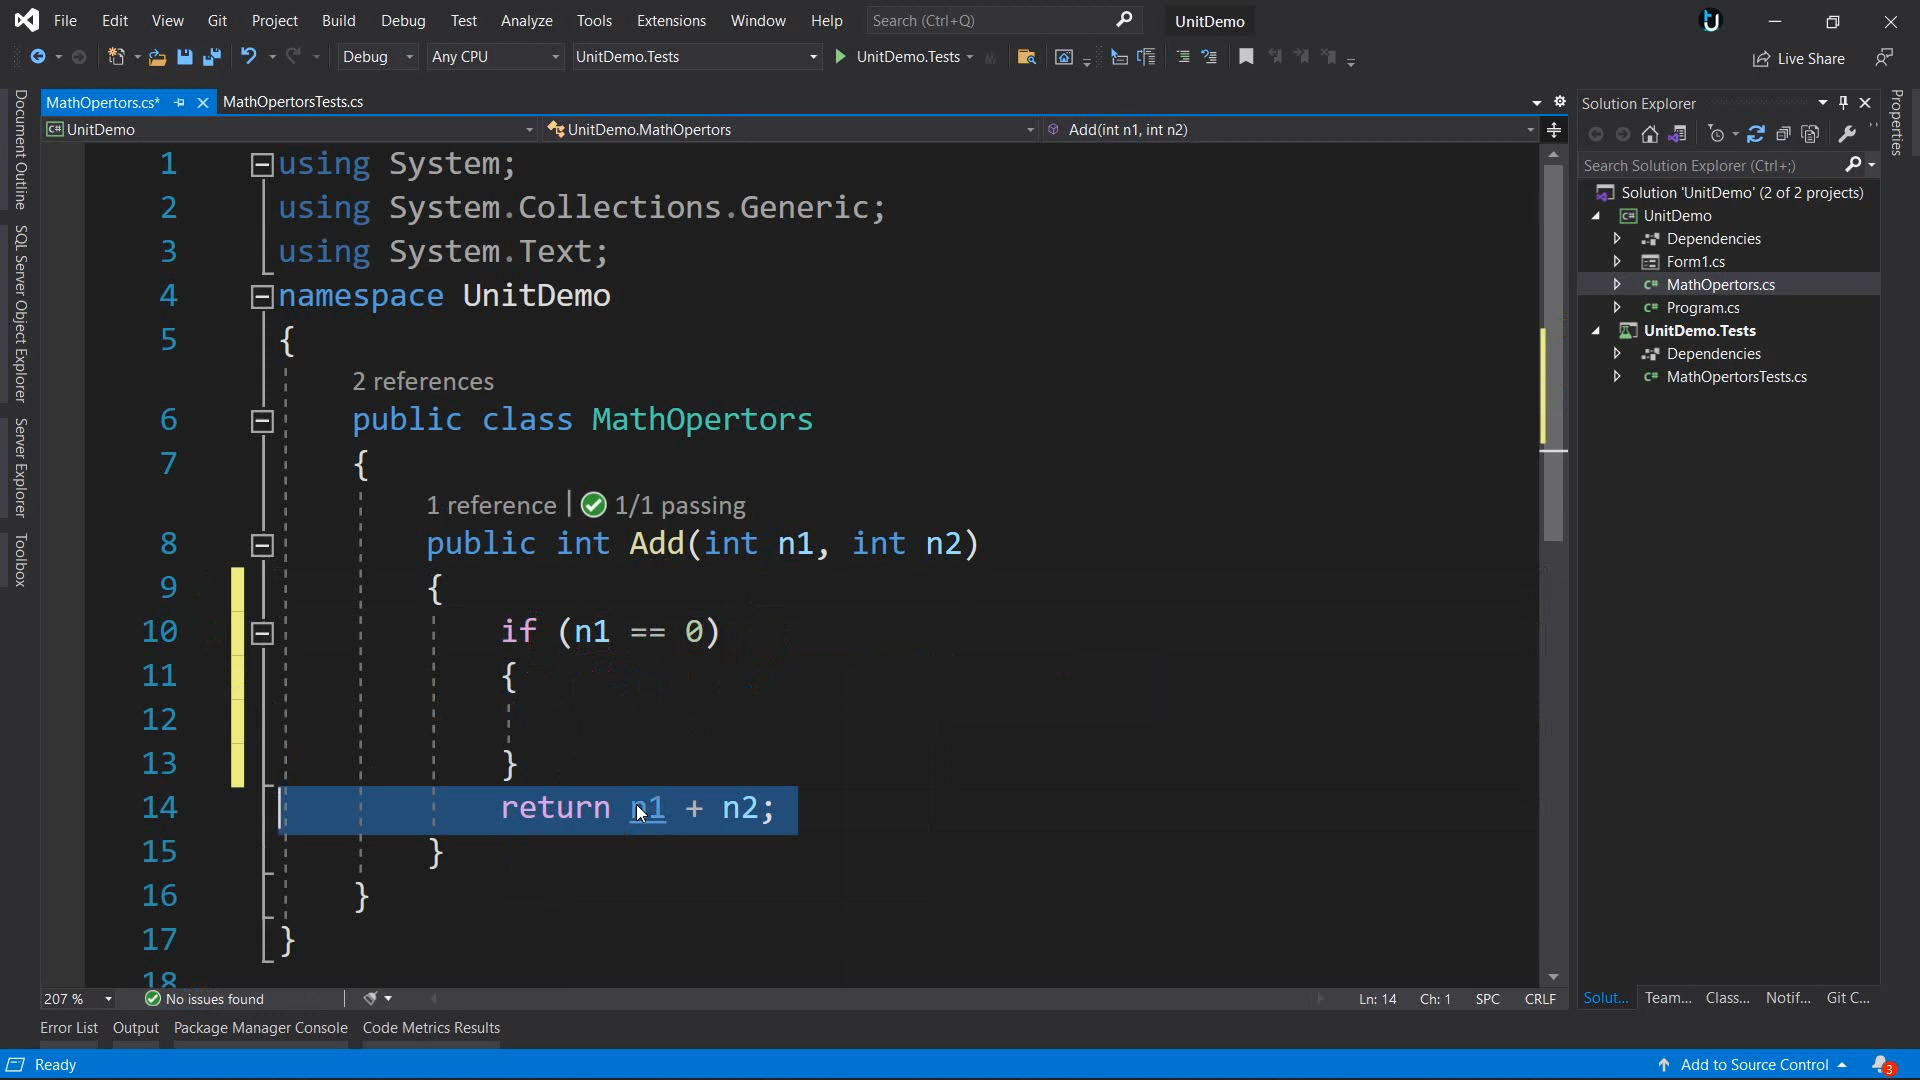 File Edit View Git Project Build Debug Test Analyze Tools Extensions Window Help Search (Ctrl+Q) UnitDemo
Debug Any CPU UnitDemo.Tests UnitDemo.Tests Live Share
MathOpertors.cs* MathOpertorsTests.cs
UnitDemo UnitDemo.MathOpertors Add(int n1, int n2)
Document Outline
SQL Server Object Explorer
Server Explorer
Toolbox
1 using System;
2 using System.Collections.Generic;
3 using System.Text;
4 namespace UnitDemo
5 {
2 references
6 public class MathOpertors
7 {
1 reference | 1/1 passing
8 public int Add(int n1, int n2)
9 {
10 if (n1 == 0)
11 {
12
13 }
14 return n1 + n2;
15 }
16 }
17 }
18
207 % No issues found Ln: 14 Ch: 1 SPC CRLF
Solution Explorer
Search Solution Explorer (Ctrl+;)
Solution 'UnitDemo' (2 of 2 projects)
UnitDemo
Dependencies
Form1.cs
MathOpertors.cs
Program.cs
UnitDemo.Tests
Dependencies
MathOpertorsTests.cs
Properties
Solut... Team... Class... Notif... Git C...
Error List Output Package Manager Console Code Metrics Results
Ready Add to Source Control 3